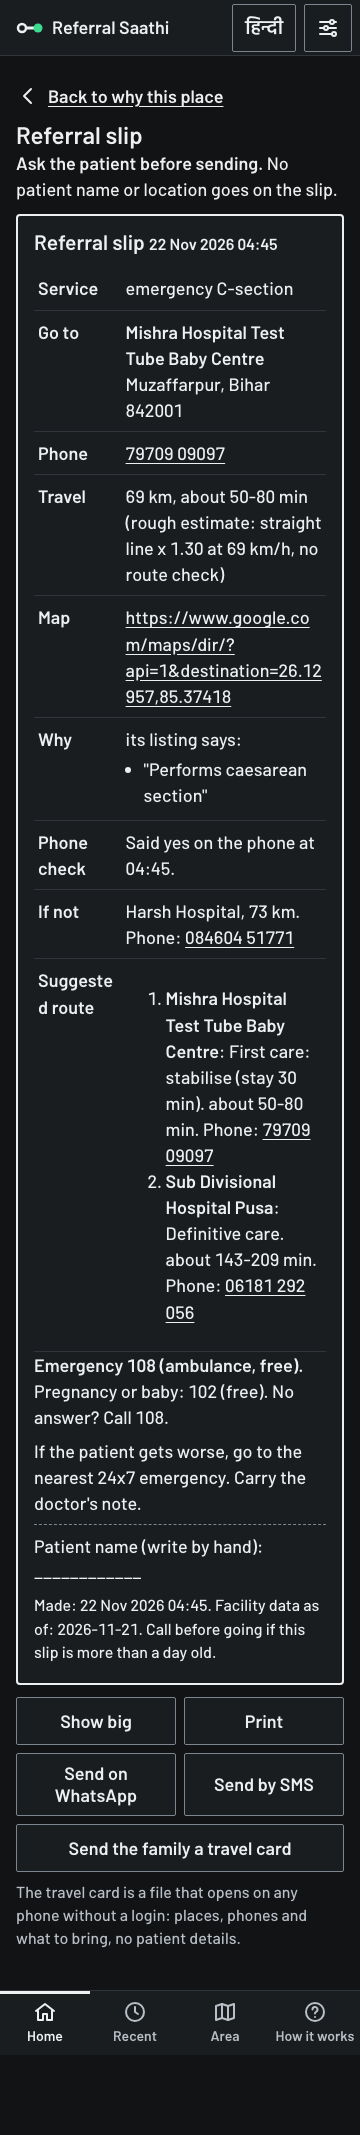 Referral Saathi
हिन्दी
Back to why this place
Referral slip
Ask the patient before sending. No
patient name or location goes on the slip.
Referral slip 22 Nov 2026 04:45
Service emergency C-section
Go to Mishra Hospital Test
Tube Baby Centre
Muzaffarpur, Bihar
842001
Phone 79709 09097
Travel 69 km, about 50-80 min
(rough estimate: straight
line x 1.30 at 69 km/h, no
route check)
Map https://www.google.co
m/maps/dir/?
api=1&destination=26.12
957,85.37418
Why its listing says:
• "Performs caesarean
section"
Phone Said yes on the phone at
check 04:45.
If not Harsh Hospital, 73 km.
Phone: 084604 51771
Suggeste
d route
1. Mishra Hospital
Test Tube Baby
Centre: First care:
stabilise (stay 30
min). about 50-80
min. Phone: 79709
09097
2. Sub Divisional
Hospital Pusa:
Definitive care.
about 143-209 min.
Phone: 06181 292
056
Emergency 108 (ambulance, free).
Pregnancy or baby: 102 (free). No
answer? Call 108.
If the patient gets worse, go to the
nearest 24x7 emergency. Carry the
doctor's note.
Patient name (write by hand):
____________
Made: 22 Nov 2026 04:45. Facility data as
of: 2026-11-21. Call before going if this
slip is more than a day old.
Show big Print
Send on
WhatsApp
Send by SMS
Send the family a travel card
The travel card is a file that opens on any
phone without a login: places, phones and
what to bring, no patient details.
Home Recent Area How it works